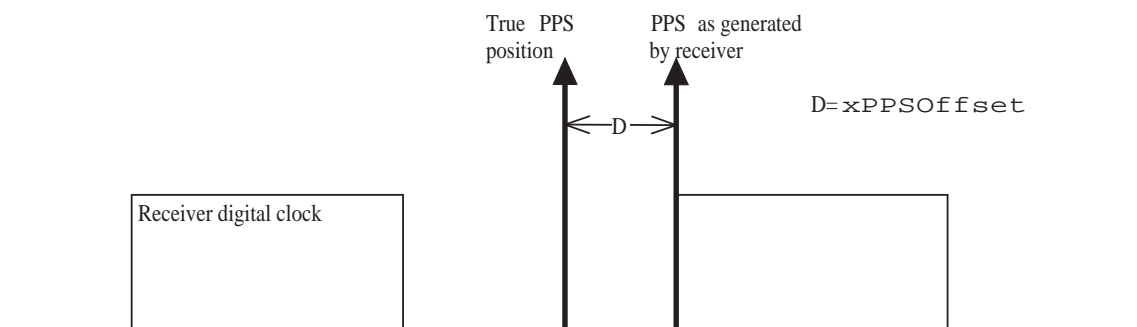 True PPS
position
PPS as generated
by receiver
D=xPPSOffset
D
Receiver digital clock